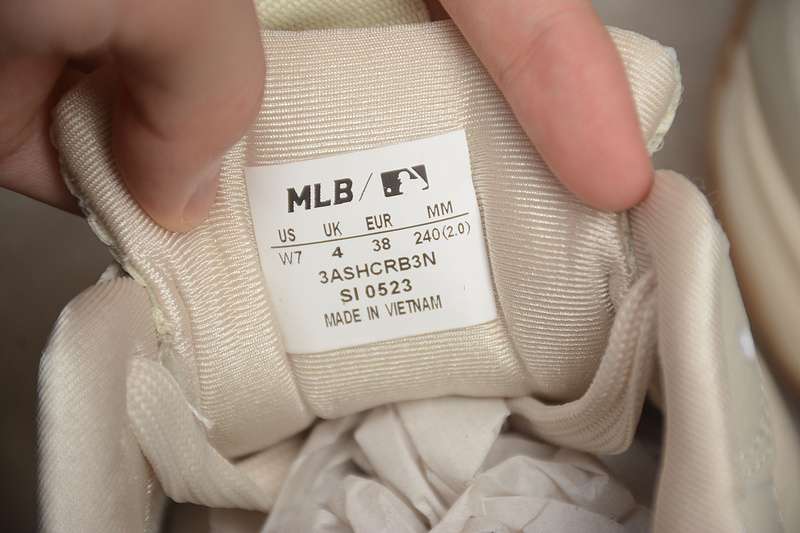 MLB /
US UK EUR MM
W7 4 38 240(2.0)
3ASHCRB3N
SI 0523
MADE IN VIETNAM